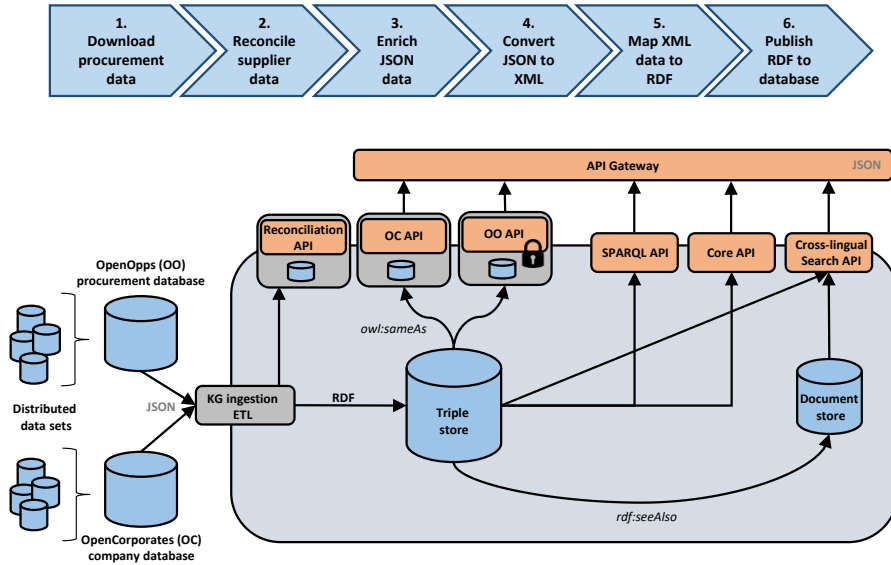 1.
Download
procurement
data
2.
Reconcile
supplier
data
3.
Enrich
JSON
data
4.
Convert
JSON to
XML
5.
Map XML
data to
RDF
6.
Publish
RDF to
database
API Gateway
JSON
Reconciliation
API
OC API
OO API
SPARQL API
Core API
Cross-lingual
Search API
OpenOpps (OO)
procurement database
owl:sameAs
Distributed
data sets
JSON
KG ingestion
ETL
RDF
Triple
store
Document
store
rdf:seeAlso
OpenCorporates (OC)
company database